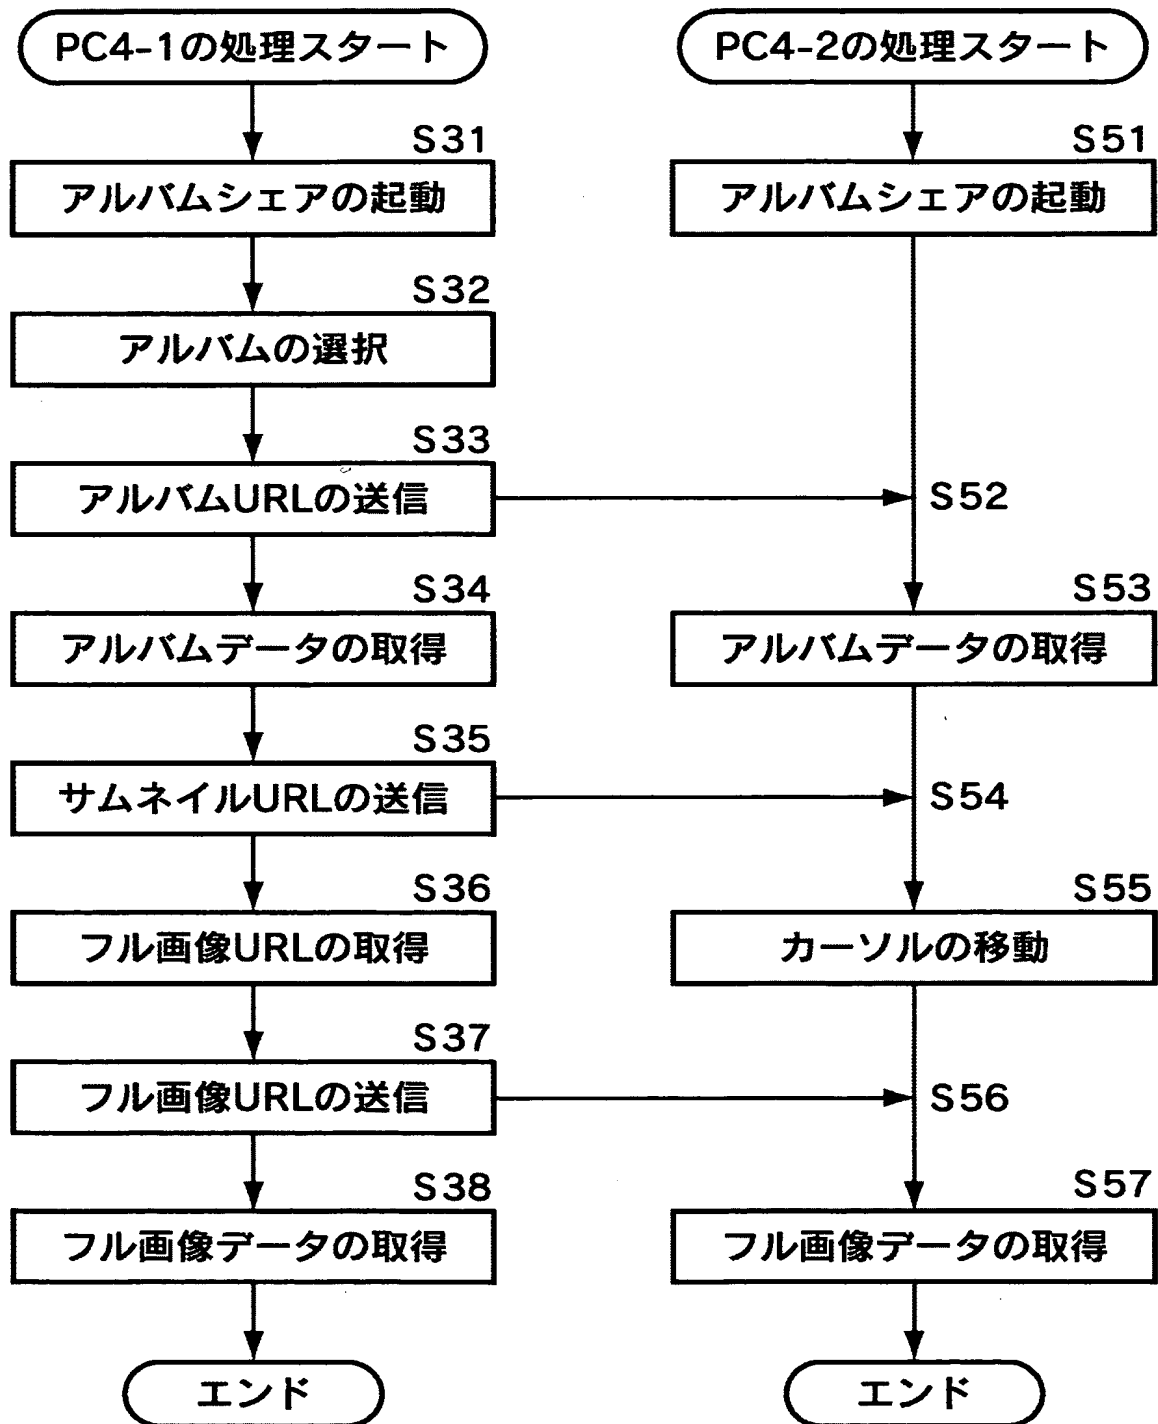 PC4-1の処理スタート
S31
アルバムシェアの起動
S32
アルバムの選択
S33
アルバムURLの送信
S34
アルバムデータの取得
S35
サムネイルURLの送信
S36
フル画像URLの取得
S37
フル画像URLの送信
S38
フル画像データの取得
エンド
PC4-2の処理スタート
S51
アルバムシェアの起動
S52
S53
アルバムデータの取得
S54
S55
カーソルの移動
S56
S57
フル画像データの取得
エンド